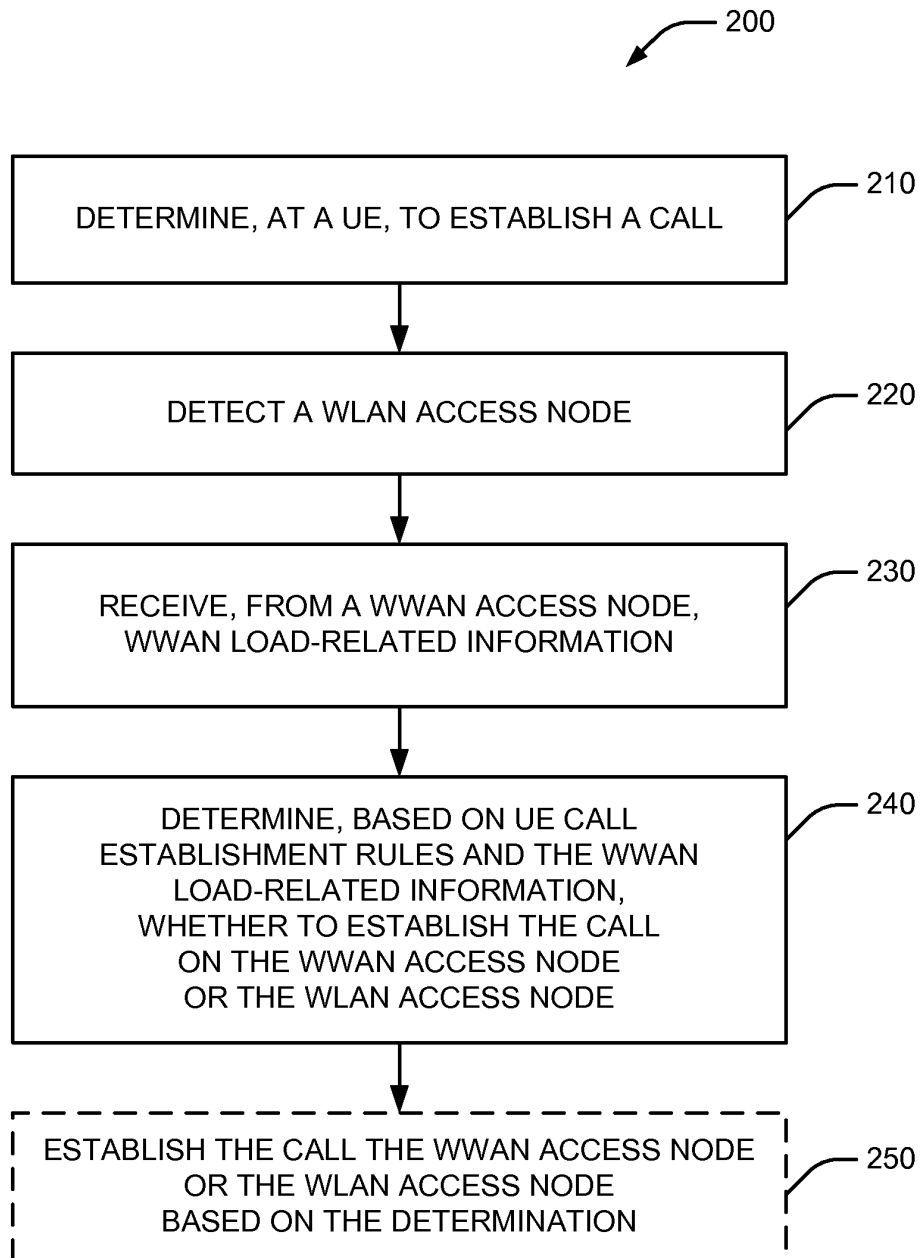 200
210
DETERMINE, AT A UE, TO ESTABLISH A CALL
220
DETECT A WLAN ACCESS NODE
230
RECEIVE, FROM A WWAN ACCESS NODE,
WWAN LOAD-RELATED INFORMATION
240
DETERMINE, BASED ON UE CALL
ESTABLISHMENT RULES AND THE WWAN
LOAD-RELATED INFORMATION,
WHETHER TO ESTABLISH THE CALL
ON THE WWAN ACCESS NODE
OR THE WLAN ACCESS NODE
250
ESTABLISH THE CALL THE WWAN ACCESS NODE
OR THE WLAN ACCESS NODE
BASED ON THE DETERMINATION